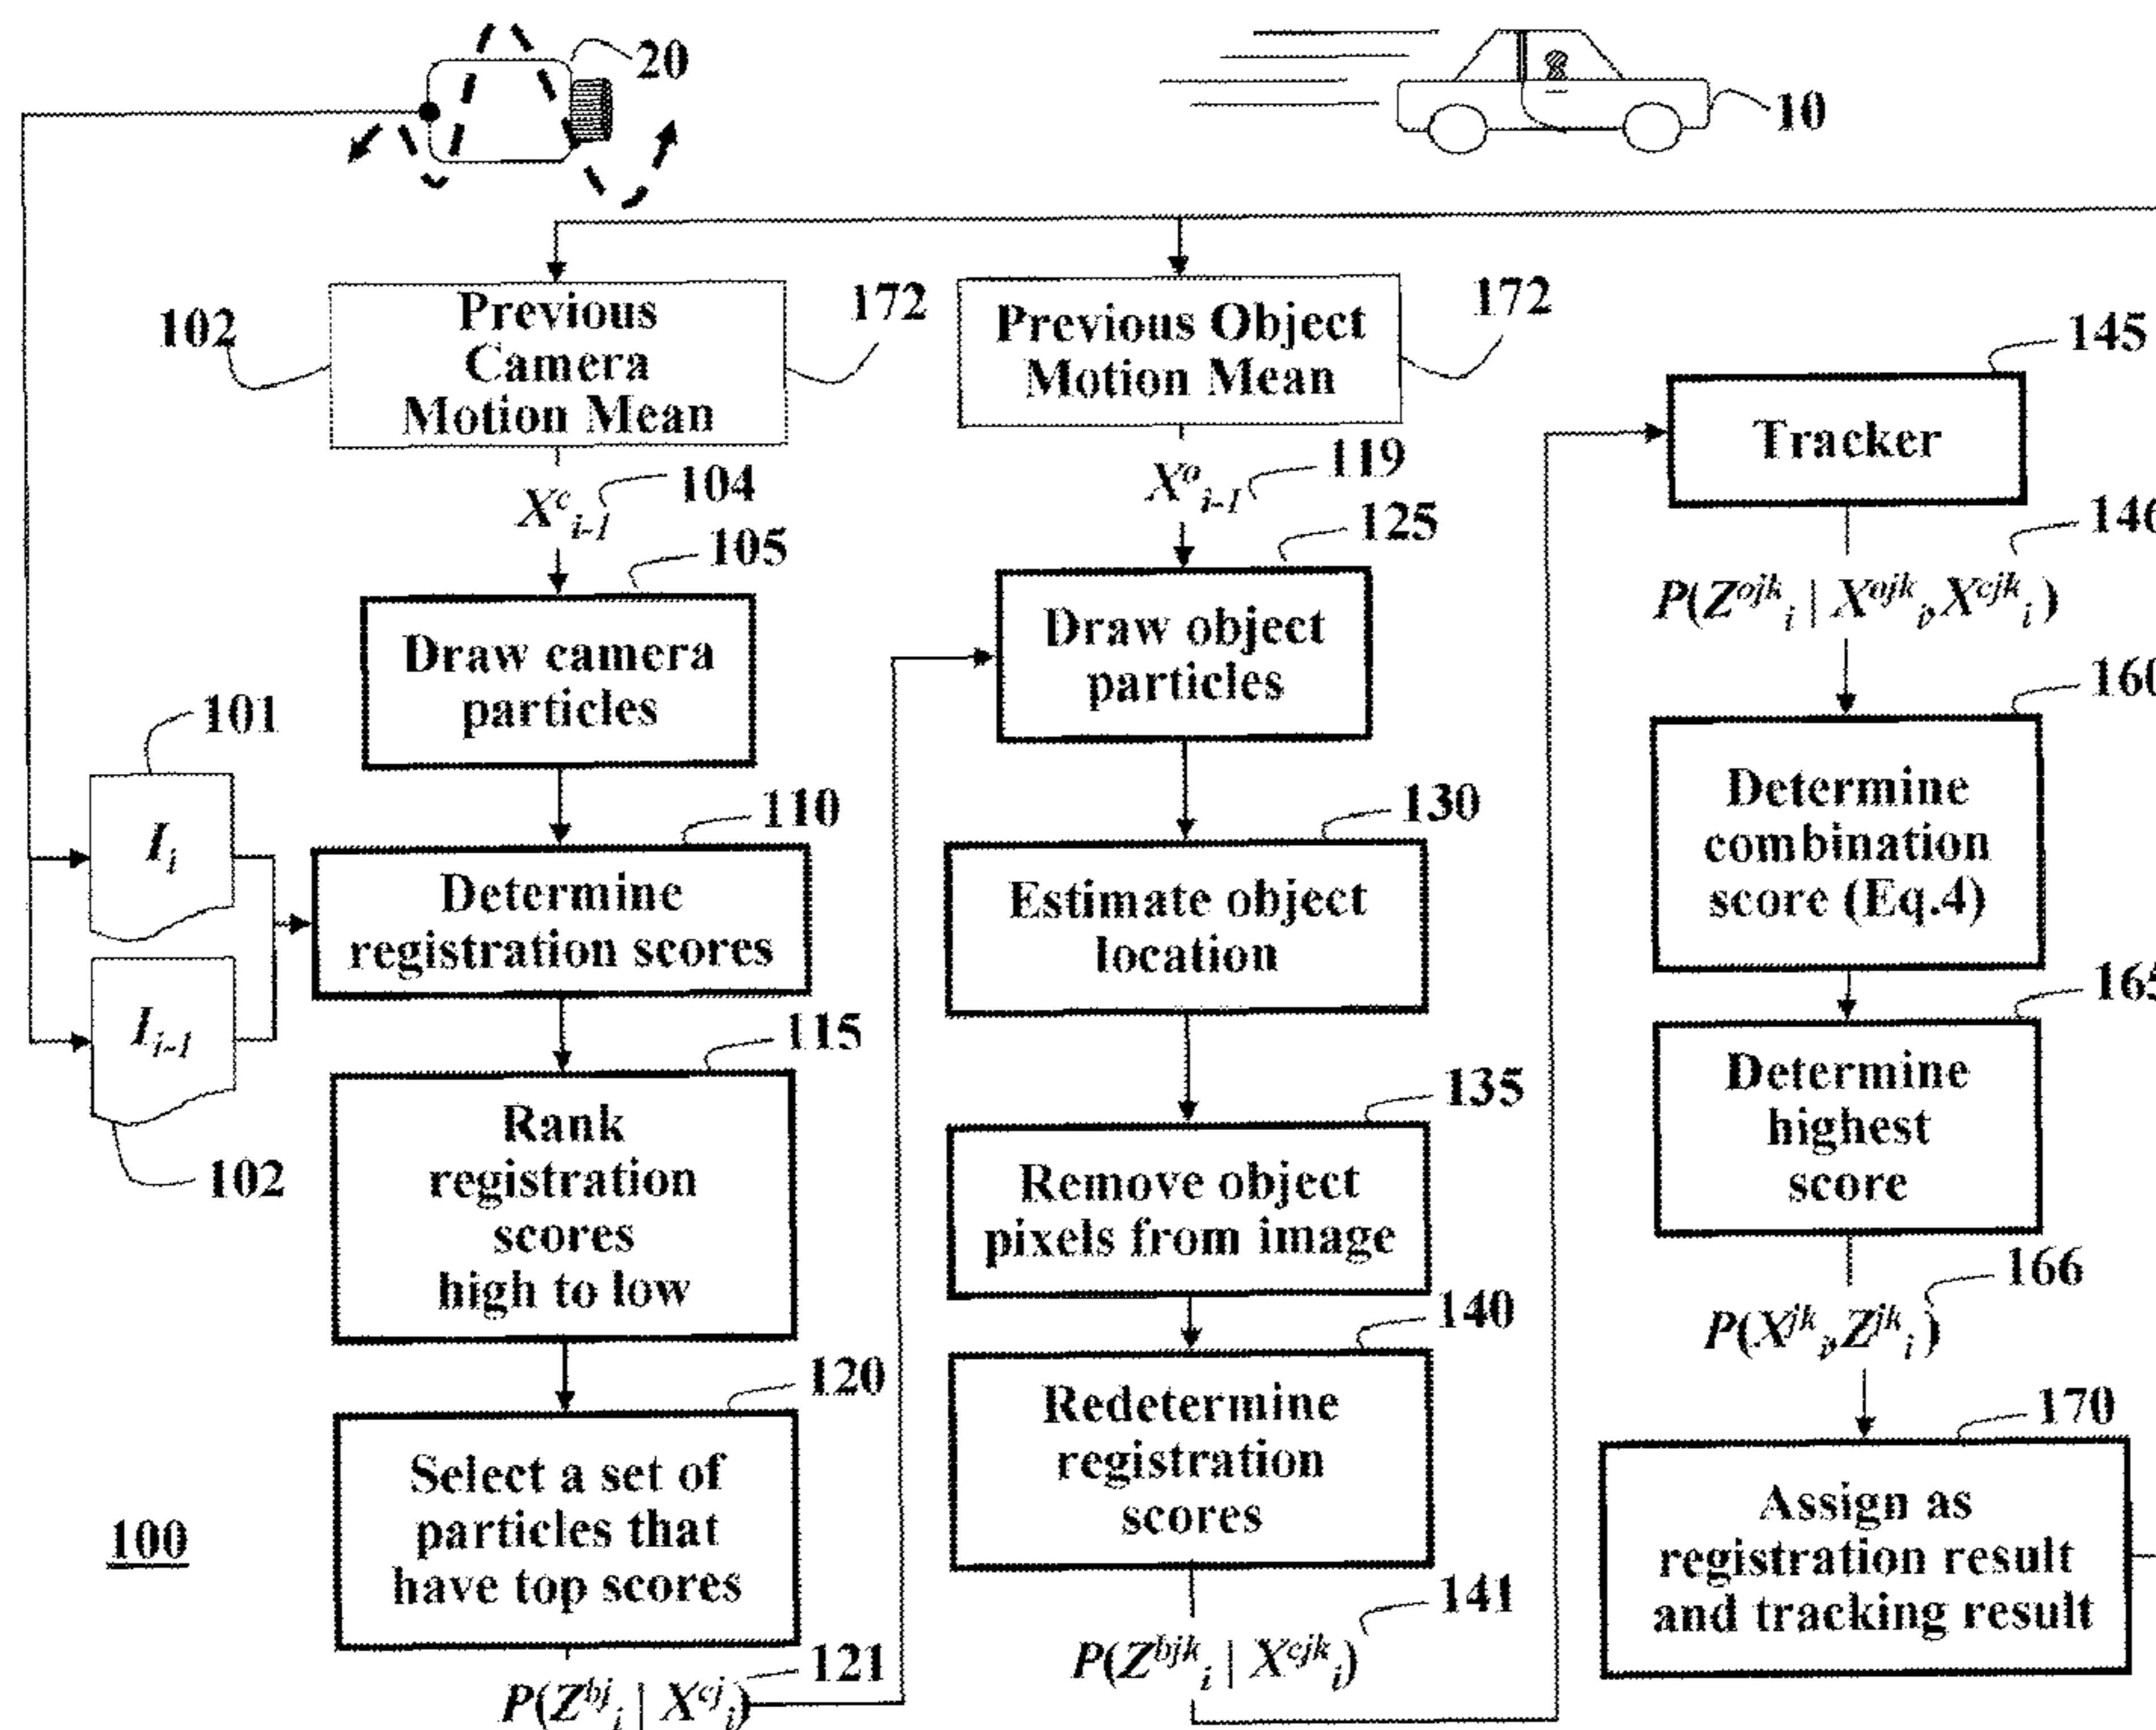 20
10
102
Previous
Camera
Motion Mean
172
Previous Object
Motion Mean
172
X^c_{i-1}
104
105
Draw camera
particles
101
I_i
I_{i-1}
102
110
Determine
registration scores
115
Rank
registration
scores
high to low
120
Select a set of
particles that
have top scores
P(Z^{bj}_i | X^{cj}_i)
121
100
X^o_{i-1}
119
125
Draw object
particles
130
Estimate object
location
135
Remove object
pixels from image
140
Redetermine
registration
scores
141
P(Z^{bjk}_i | X^{cjk}_i)
145
Tracker
146
P(Z^{ojk}_i | X^{ojk}_i, X^{cjk}_i)
160
Determine
combination
score (Eq.4)
165
Determine
highest
score
166
P(X^{jk}_i, Z^{jk}_i)
170
Assign as
registration result
and tracking result